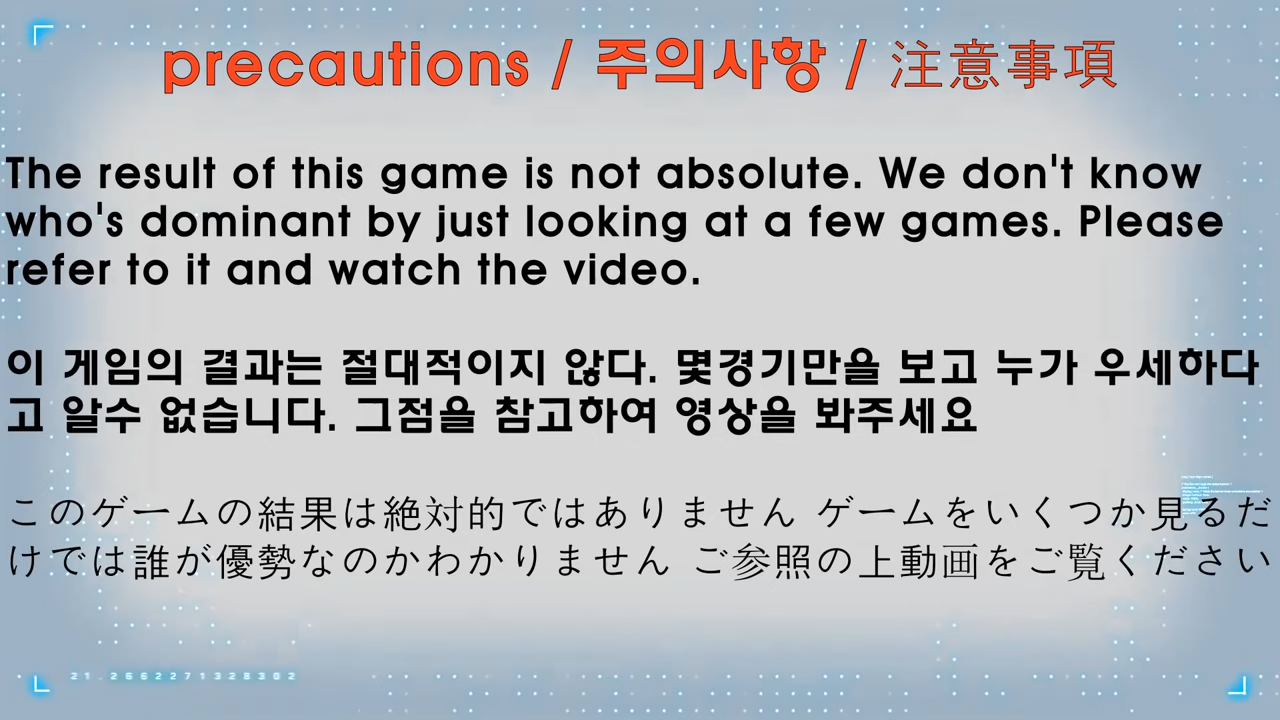 precautions / 주의사항 / 注意事項
The result of this game is not absolute. We don't know
who's dominant by just looking at a few games. Please
refer to it and watch the video.
이 게임의 결과는 절대적이지 않다. 몇경기만을 보고 누가 우세하다
고 알수 없습니다. 그점을 참고하여 영상을 봐주세요
このゲームの結果は絶対的ではありません ゲームをいくつか見るだ
けでは誰が優勢なのかわかりません ご参照の上動画をご覧ください
21.2662271328302